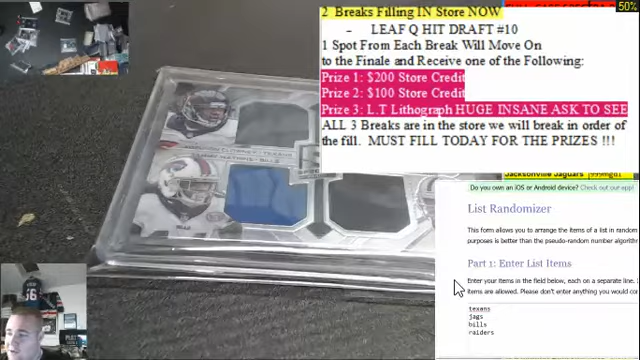 50%
2 Breaks Filling IN Store NOW
- LEAF Q HIT DRAFT #10
1 Spot From Each Break Will Move On
to the Finale and Receive one of the Following:
Prize 1: $200 Store Credit
Prize 2: $100 Store Credit
Prize 3: L.T Lithograph HUGE INSANE ASK TO SEE
ALL 3 Breaks are in the store we will break in order of
the fill. MUST FILL TODAY FOR THE PRIZES !!!
Jacksonville Jaguars
Do you own an iOS or Android device? Check out our app!
List Randomizer
This form allows you to arrange the items of a list in random
purposes is better than the pseudo-random number algorithm
Part 1: Enter List Items
Enter your items in the field below, each on a separate line.
items are allowed. Please don't enter anything you would con
texans
jags
bills
raiders